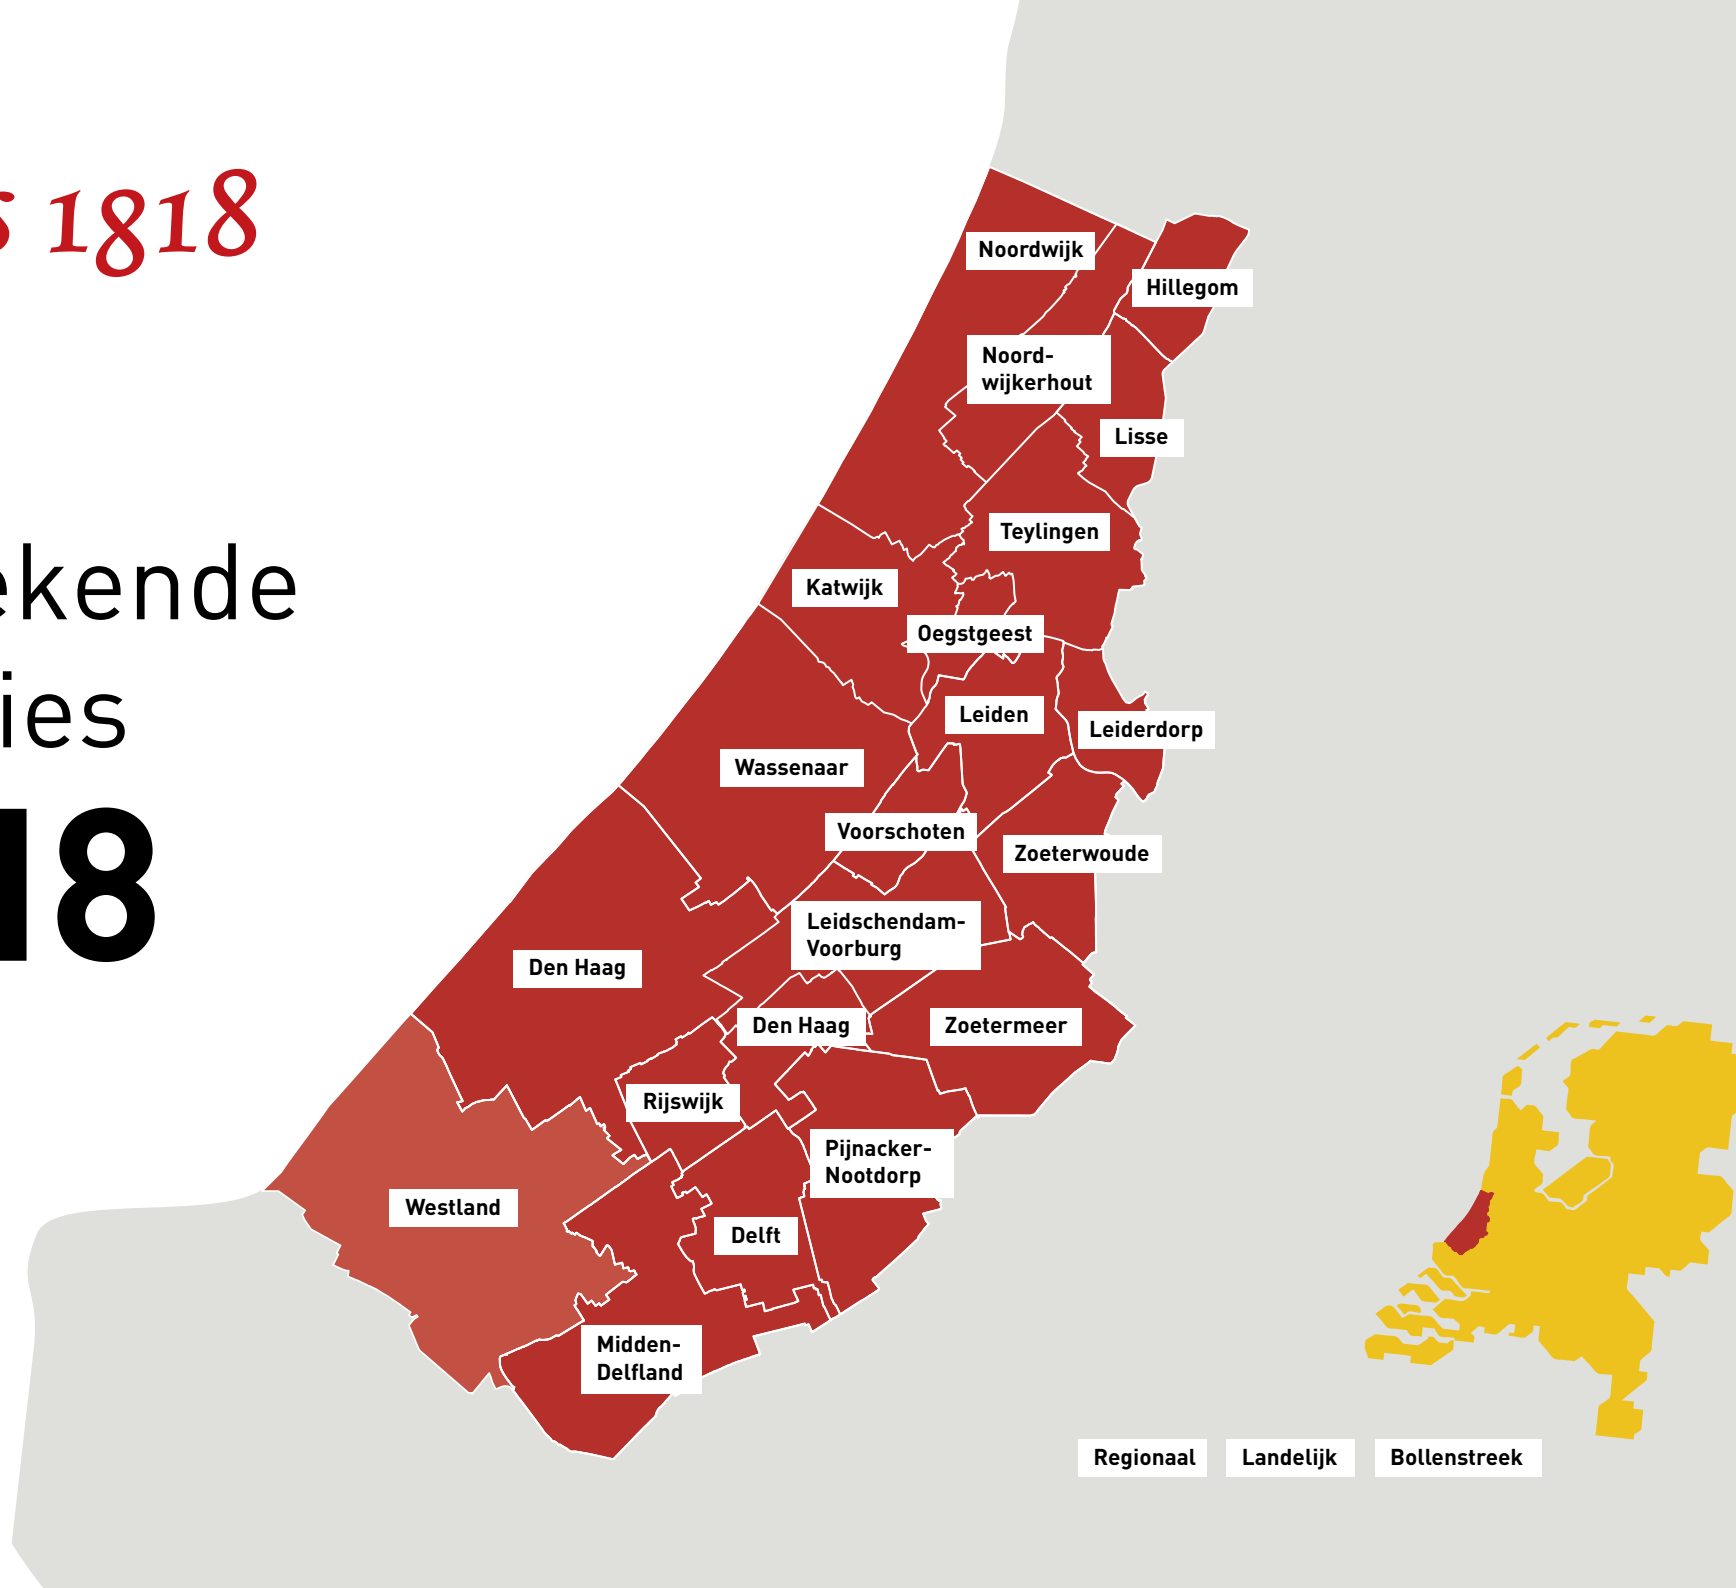 1818
kende
ies
18
Noordwijk
Hillegom
Noord-
wijkerhout
Lisse
Teylingen
Katwijk
Oegstgeest
Leiden
Leiderdorp
Wassenaar
Voorschoten
Zoeterwoude
Leidschendam-
Voorburg
Den Haag
Den Haag
Zoetermeer
Rijswijk
Pijnacker-
Nootdorp
Westland
Delft
Midden-
Delfland
Regionaal
Landelijk
Bollenstreek